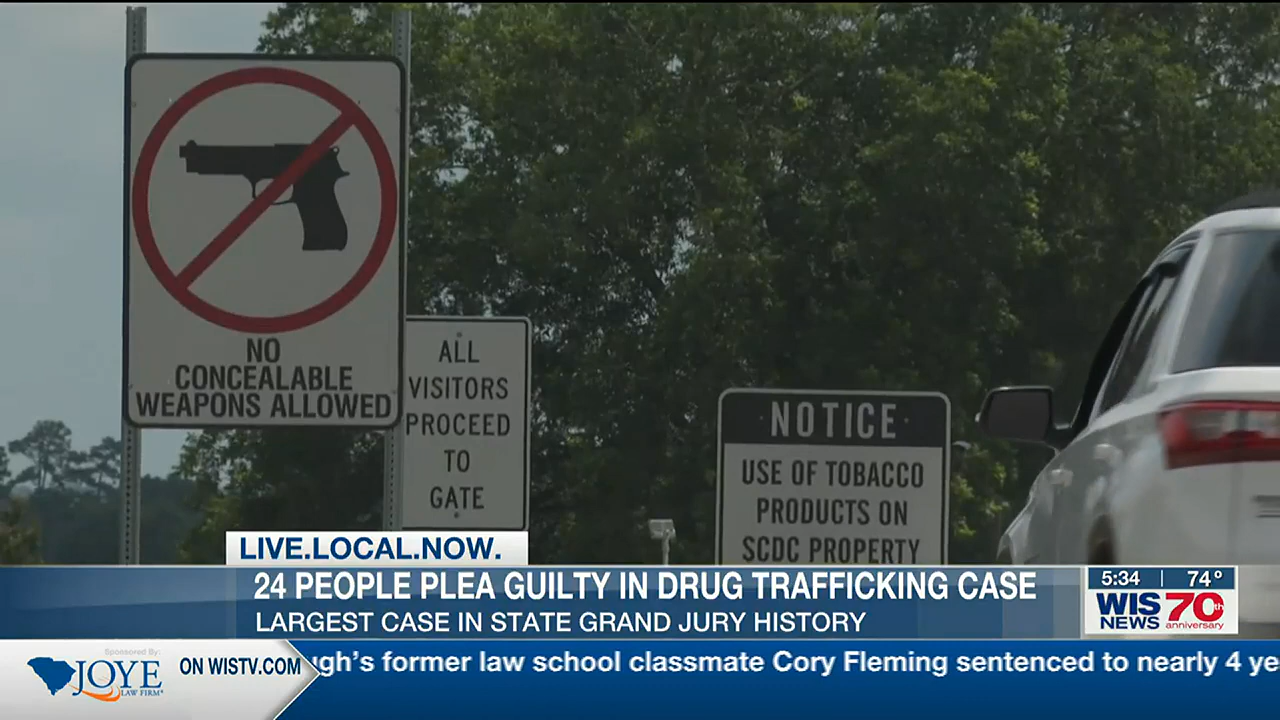 NO
CONCEALABLE
WEAPONS ALLOWED
ALL
VISITORS
PROCEED
TO
GATE
NOTICE
USE OF TOBACCO
PRODUCTS ON
SCDC PROPERTY
LIVE.LOCAL.NOW.
24 PEOPLE PLEA GUILTY IN DRUG TRAFFICKING CASE
LARGEST CASE IN STATE GRAND JURY HISTORY
5:34 | 74°
WIS
NEWS
70th
anniversary
Sponsored By:
JOYE
LAW FIRM®
ON WISTV.COM
ugh's former law school classmate Cory Fleming sentenced to nearly 4 ye